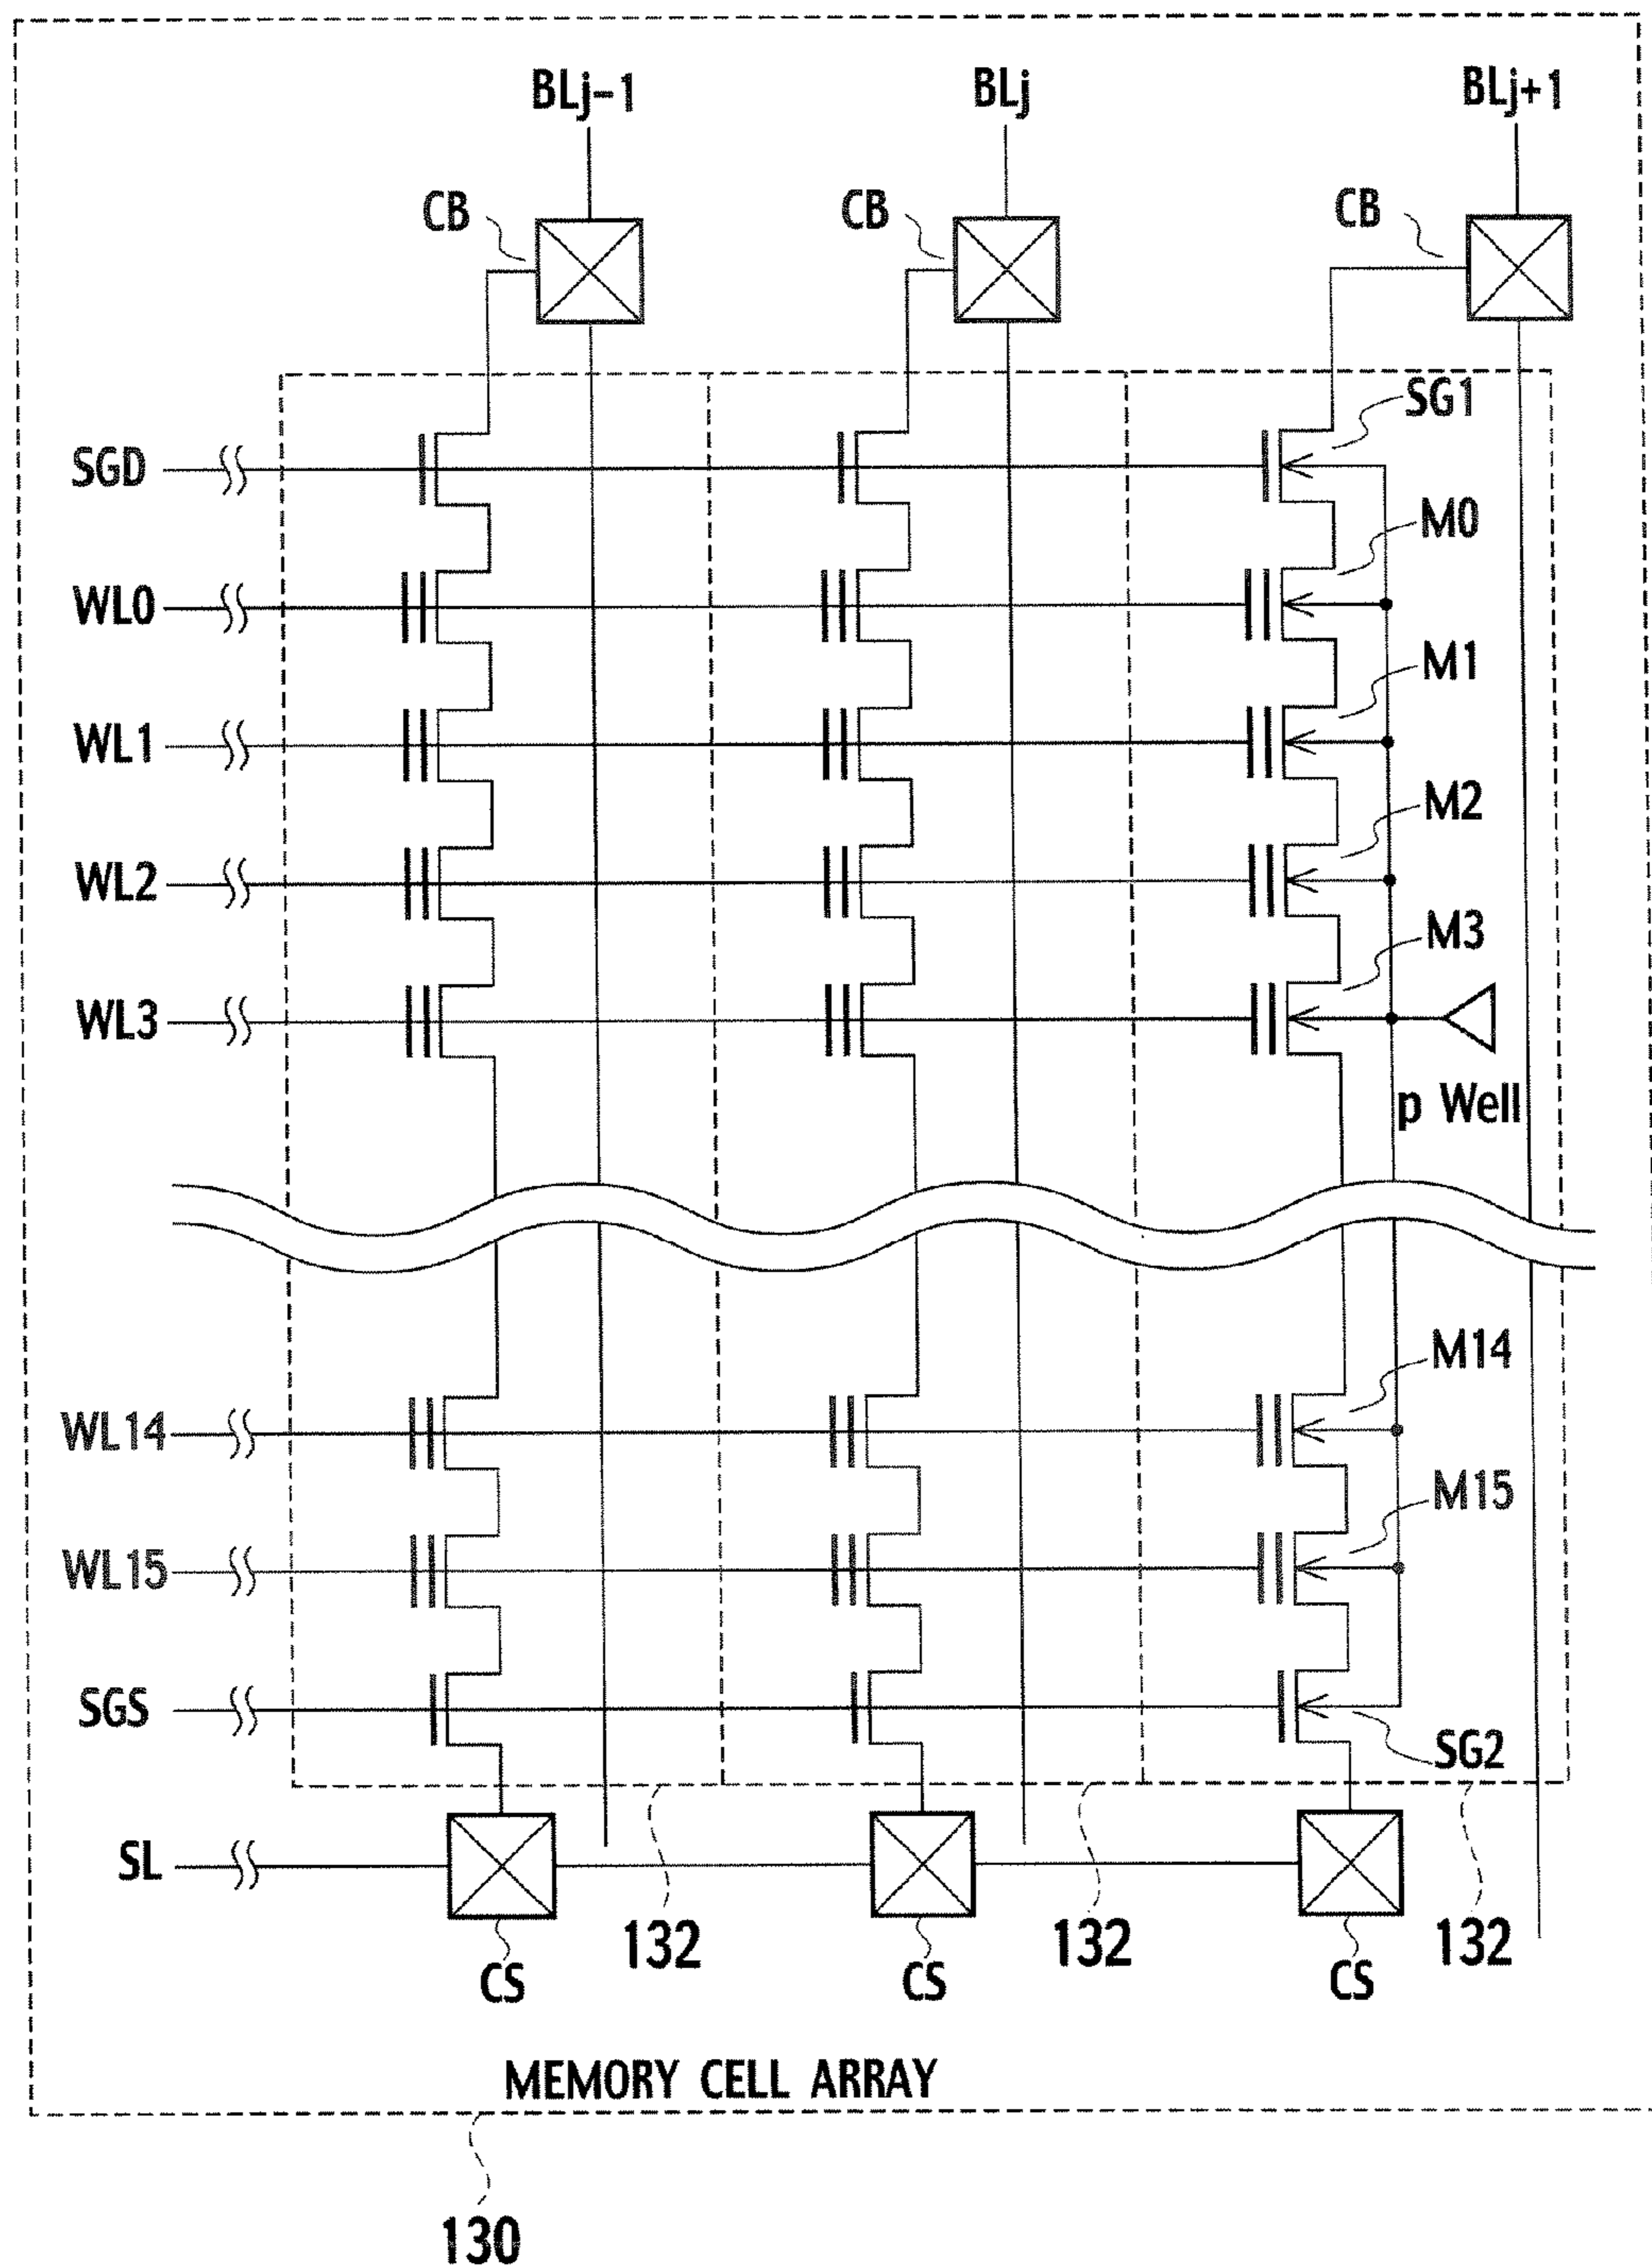 BLj-1 BLj BLj+1
CB CB CB
SG1
SGD
M0
WL0
M1
WL1
M2
WL2
M3
WL3
p Well
M14
WL14
M15
WL15
SGS
SG2
SL
132 132 132
CS CS CS
MEMORY CELL ARRAY
130